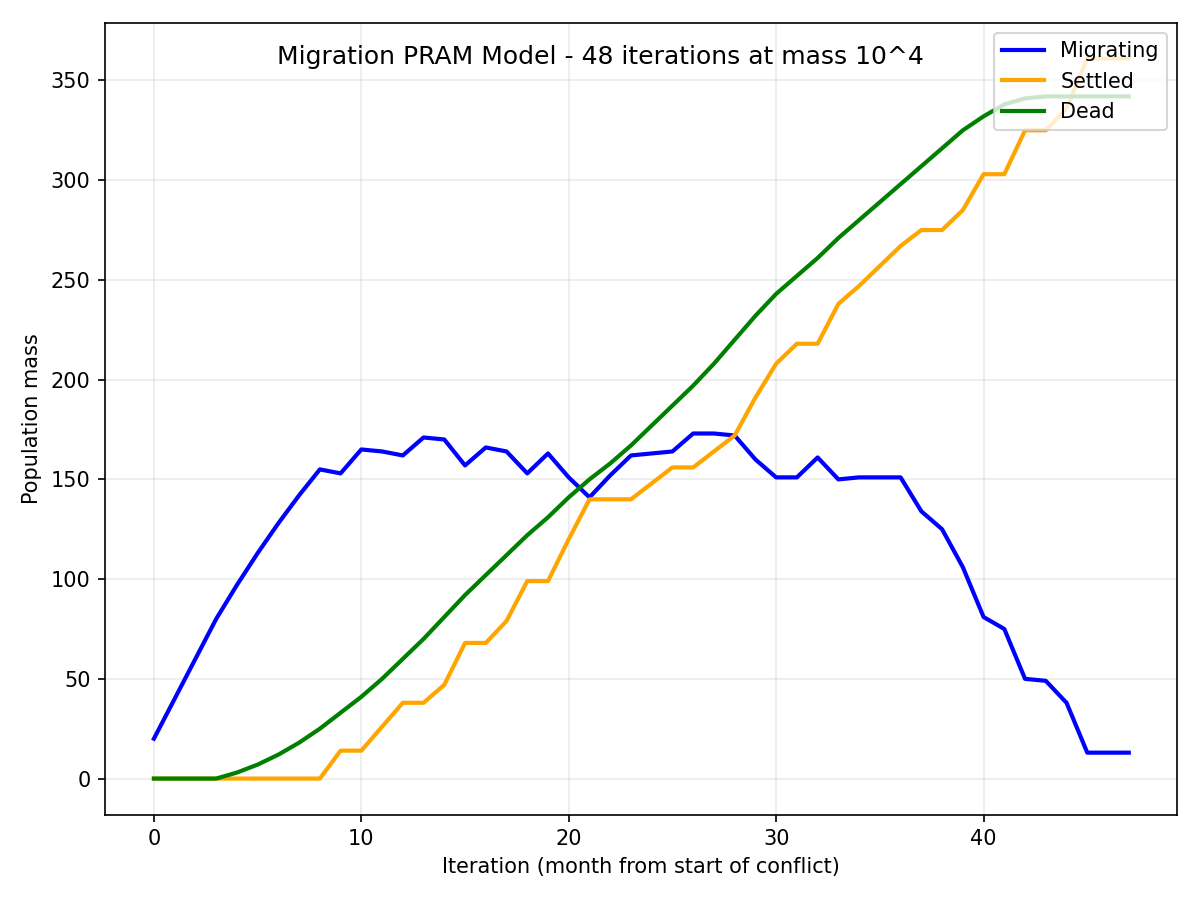 Migration PRAM Model - 48 iterations at mass 10^4
Migrating
Settled
Dead
Population mass
350
300
250
200
150
100
50
0
0 10 20 30 40
Iteration (month from start of conflict)